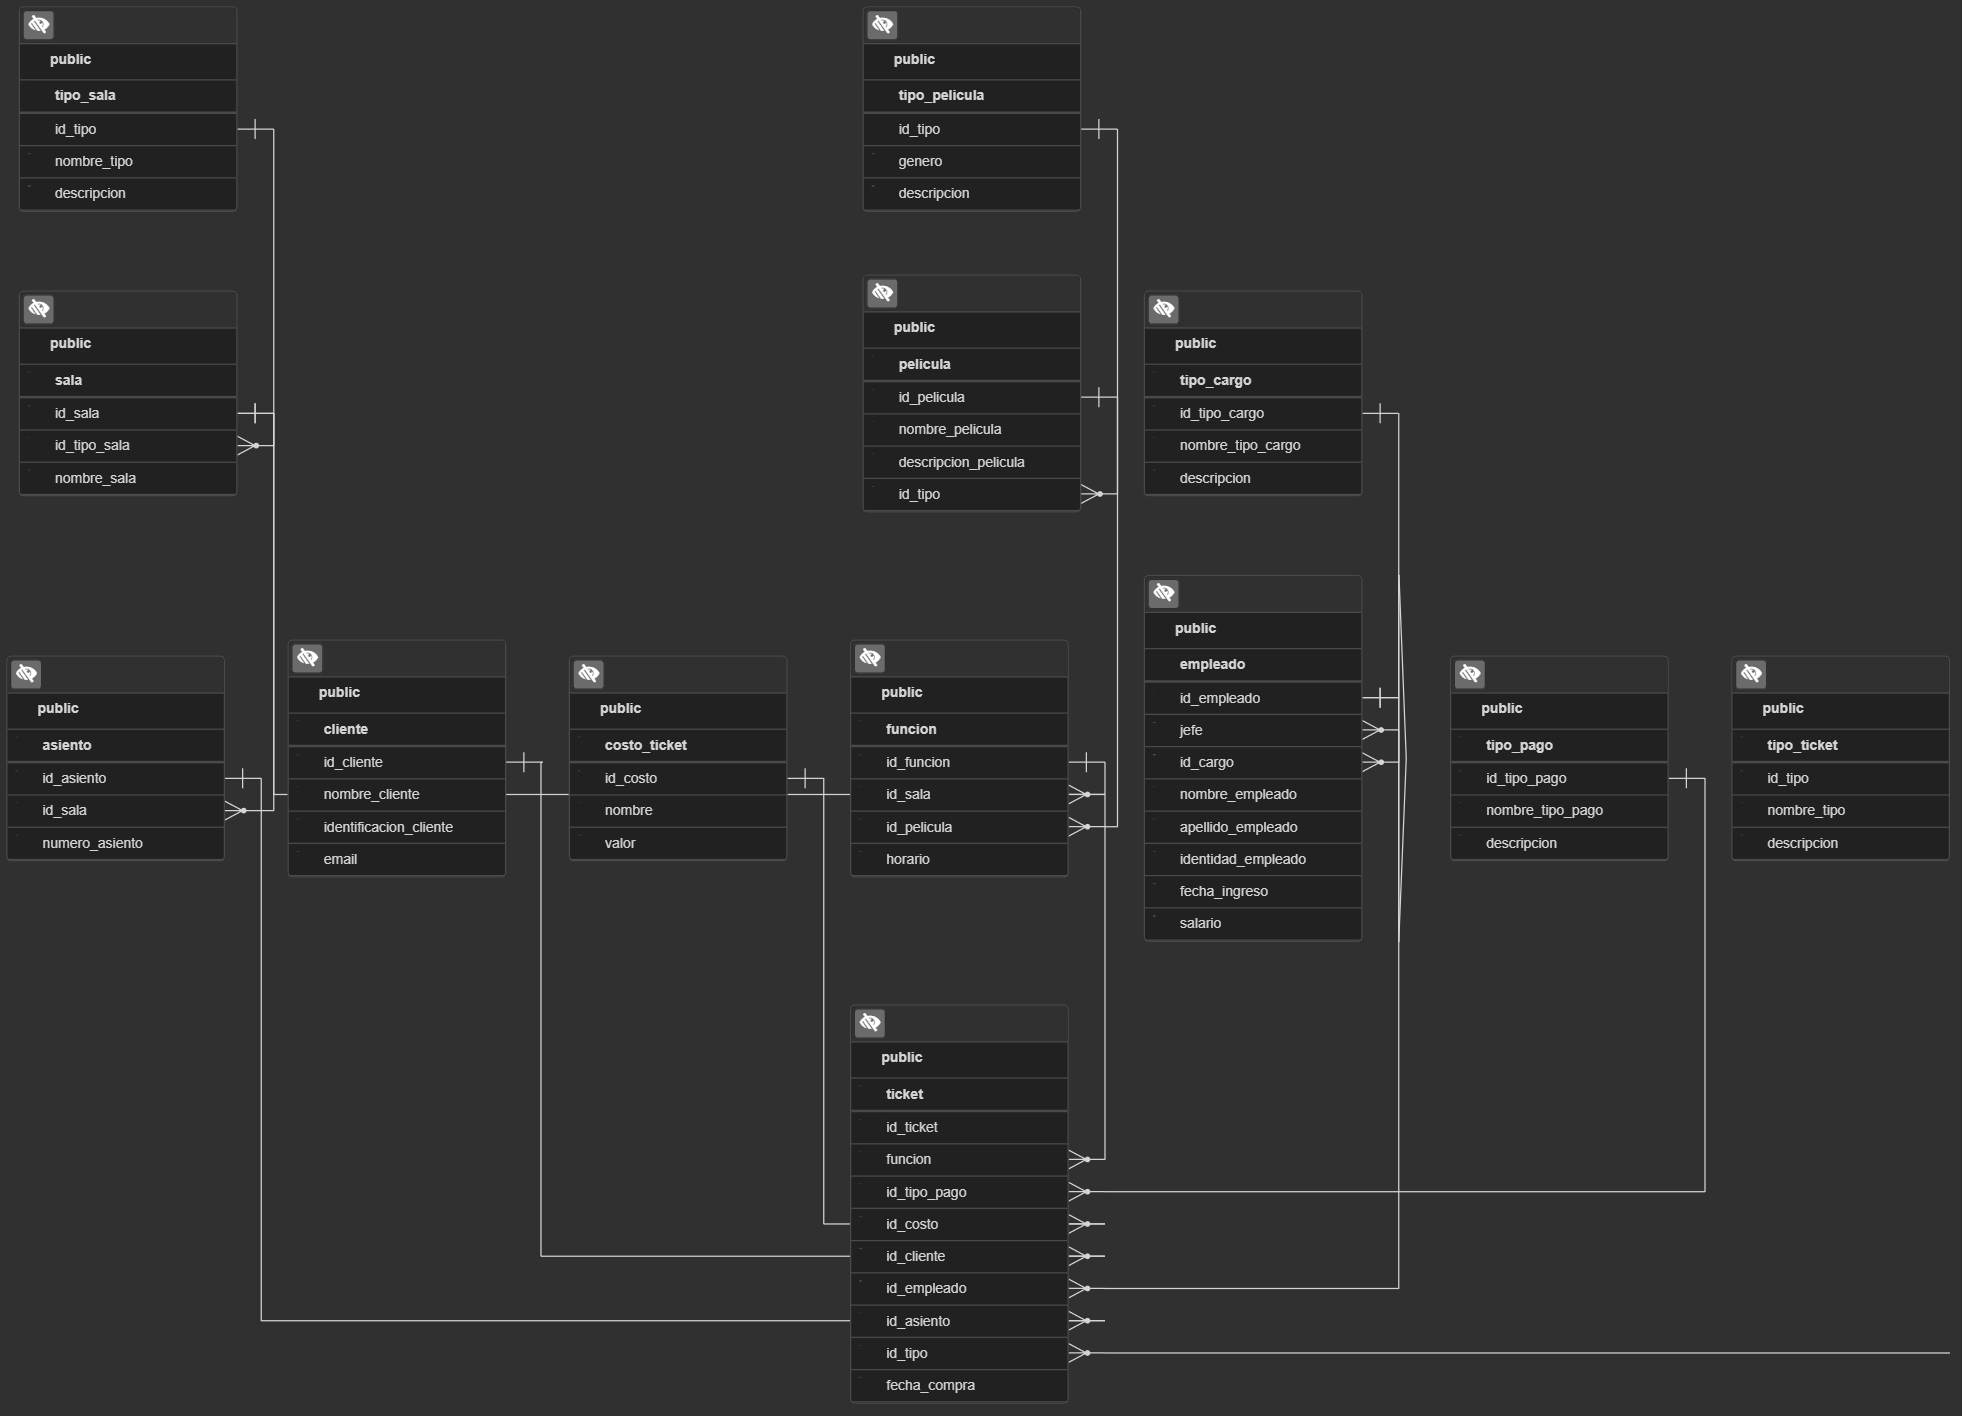 public
tipo_sala
id_tipo
nombre_tipo
descripcion
public
tipo_pelicula
id_tipo
genero
descripcion
public
sala
id_sala
id_tipo_sala
nombre_sala
public
pelicula
id_pelicula
nombre_pelicula
descripcion_pelicula
id_tipo
public
tipo_cargo
id_tipo_cargo
nombre_tipo_cargo
descripcion
public
asiento
id_asiento
id_sala
numero_asiento
public
cliente
id_cliente
nombre_cliente
identificacion_cliente
email
public
costo_ticket
id_costo
nombre
valor
public
funcion
id_funcion
id_sala
id_pelicula
horario
public
empleado
id_empleado
jefe
id_cargo
nombre_empleado
apellido_empleado
identidad_empleado
fecha_ingreso
salario
public
tipo_pago
id_tipo_pago
nombre_tipo_pago
descripcion
public
tipo_ticket
id_tipo
nombre_tipo
descripcion
public
ticket
id_ticket
funcion
id_tipo_pago
id_costo
id_cliente
id_empleado
id_asiento
id_tipo
fecha_compra